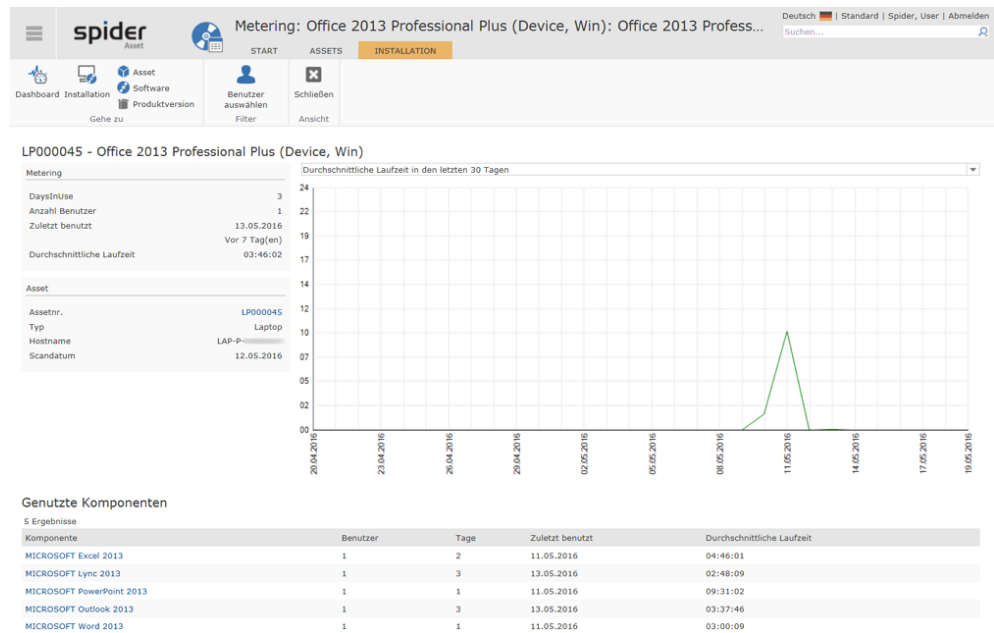 Deutsch | Standard | Spider, User | Abmelden
spider
Asset
Metering: Office 2013 Professional Plus (Device, Win): Office 2013 Profess...
Suchen...
START ASSETS INSTALLATION
Dashboard Installation
Asset
Software
Produktversion
Gehe zu
Benutzer
auswählen
Filter
Schließen
Ansicht
LP000045 - Office 2013 Professional Plus (Device, Win)
Metering
DaysInUse 3
Anzahl Benutzer 1
Zuletzt benutzt 13.05.2016
Vor 7 Tag(en)
Durchschnittliche Laufzeit 03:46:02
Asset
Assetnr. LP000045
Typ Laptop
Hostname LAP-P-
Scandatum 12.05.2016
Durchschnittliche Laufzeit in den letzten 30 Tagen
24
22
19
17
14
12
10
07
05
02
00
20.04.2016 23.04.2016 26.04.2016 29.04.2016 02.05.2016 05.05.2016 08.05.2016 11.05.2016 14.05.2016 17.05.2016 19.05.2016
Genutzte Komponenten
5 Ergebnisse
Komponente Benutzer Tage Zuletzt benutzt Durchschnittliche Laufzeit
MICROSOFT Excel 2013 1 2 11.05.2016 04:46:01
MICROSOFT Lync 2013 1 3 13.05.2016 02:48:09
MICROSOFT PowerPoint 2013 1 1 11.05.2016 09:31:02
MICROSOFT Outlook 2013 1 3 13.05.2016 03:37:46
MICROSOFT Word 2013 1 1 11.05.2016 03:00:09